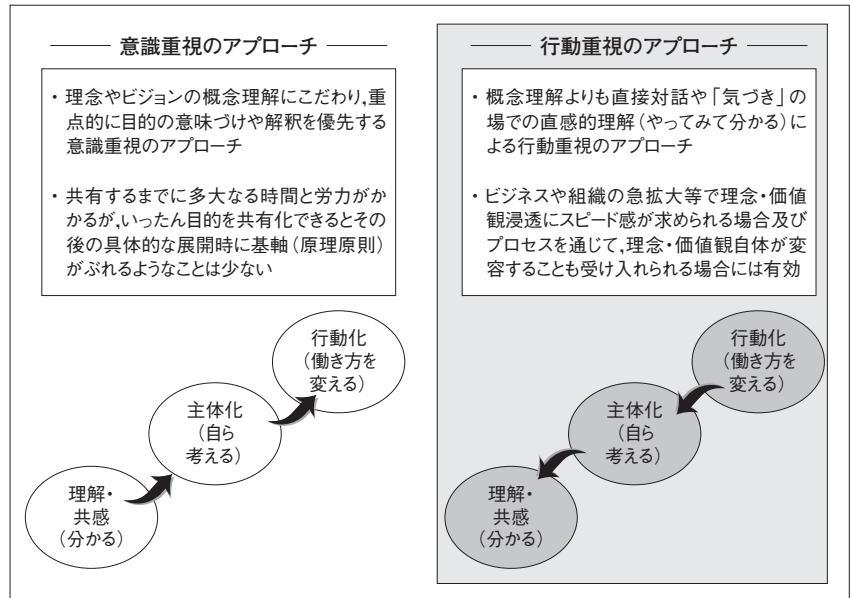 意識重視のアプローチ
・理念やビジョンの概念理解にこだわり,重
点的に目的の意味づけや解釈を優先する
意識重視のアプローチ
・共有するまでに多大なる時間と労力がか
かるが,いったん目的を共有化できるとその
後の具体的な展開時に基軸(原理原則)
がぶれるようなことは少ない
行動化
(働き方を
変える)
主体化
(自ら
考える)
理解・
共感
(分かる)
行動重視のアプローチ
・概念理解よりも直接対話や「気づき」の
場での直感的理解(やってみて分かる)に
よる行動重視のアプローチ
・ビジネスや組織の急拡大等で理念・価値
観浸透にスピード感が求められる場合及び
プロセスを通じて,理念・価値観自体が変
容することも受け入れられる場合には有効
行動化
(働き方を
変える)
主体化
(自ら
考える)
理解・
共感
(分かる)